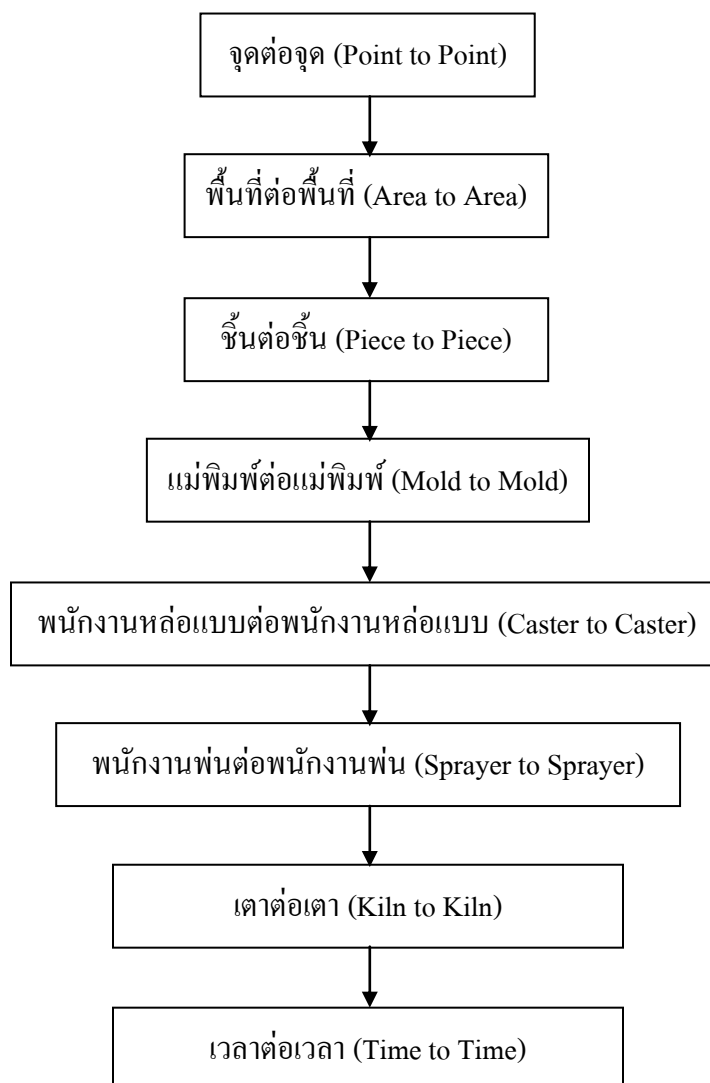 จุดต่อจุด (Point to Point)
พื้นที่ต่อพื้นที่ (Area to Area)
ชิ้นต่อชิ้น (Piece to Piece)
แม่พิมพ์ต่อแม่พิมพ์ (Mold to Mold)
พนักงานหล่อแบบต่อพนักงานหล่อแบบ (Caster to Caster)
พนักงานพ่นต่อพนักงานพ่น (Sprayer to Sprayer)
เตาต่อเตา (Kiln to Kiln)
เวลาต่อเวลา (Time to Time)